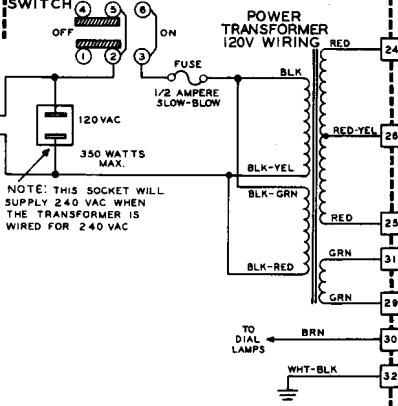 SWITCH
4 5 6
OFF
ON
1 2 3
POWER
TRANSFORMER
120V WIRING
RED
24
FUSE
BLK
1/2 AMPERE
SLOW-BLOW
120 VAC
RED-YEL
26
350 WATTS
MAX.
BLK-YEL
NOTE: THIS SOCKET WILL
SUPPLY 240 VAC WHEN
THE TRANSFORMER IS
WIRED FOR 240 VAC
BLK-GRN
RED
25
GRN
31
BLK-RED
GRN
29
TO
DIAL
LAMPS
BRN
30
WHT-BLK
32